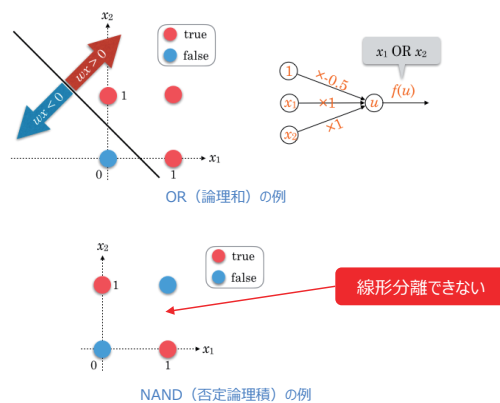 x₂
true
false
wx > 0
wx < 0
1
0
1
x₁
1
x₁
x₂
×-0.5
×1
×1
u
f(u)
x₁ OR x₂
OR（論理和）の例
x₂
true
false
1
0
1
x₁
線形分離できない
NAND（否定論理積）の例